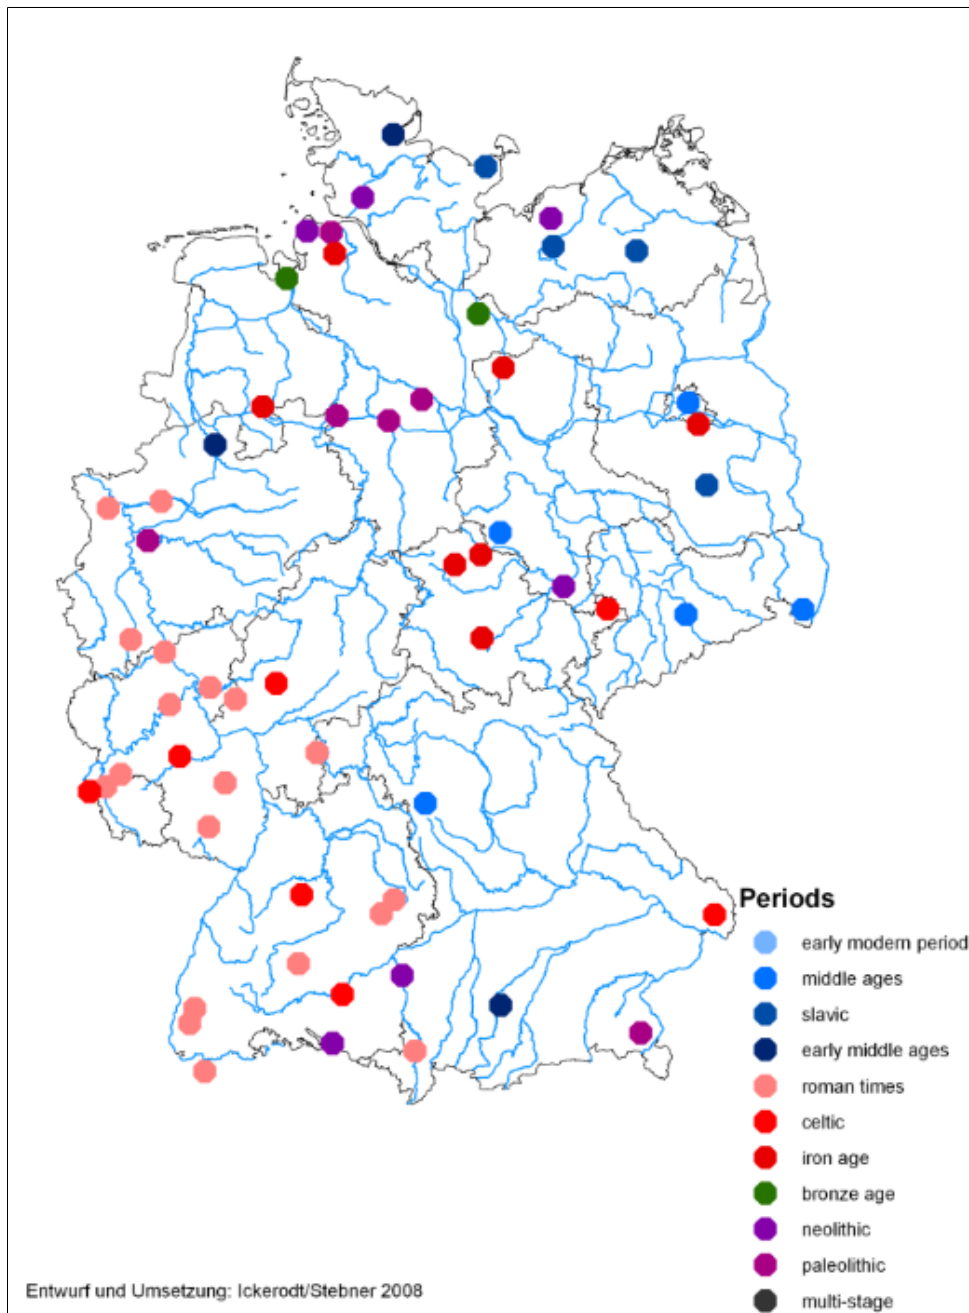 Periods
early modern period
middle ages
slavic
early middle ages
roman times
celtic
iron age
bronze age
neolithic
paleolithic
multi-stage
Entwurf und Umsetzung: Ickerodt/Stebner 2008